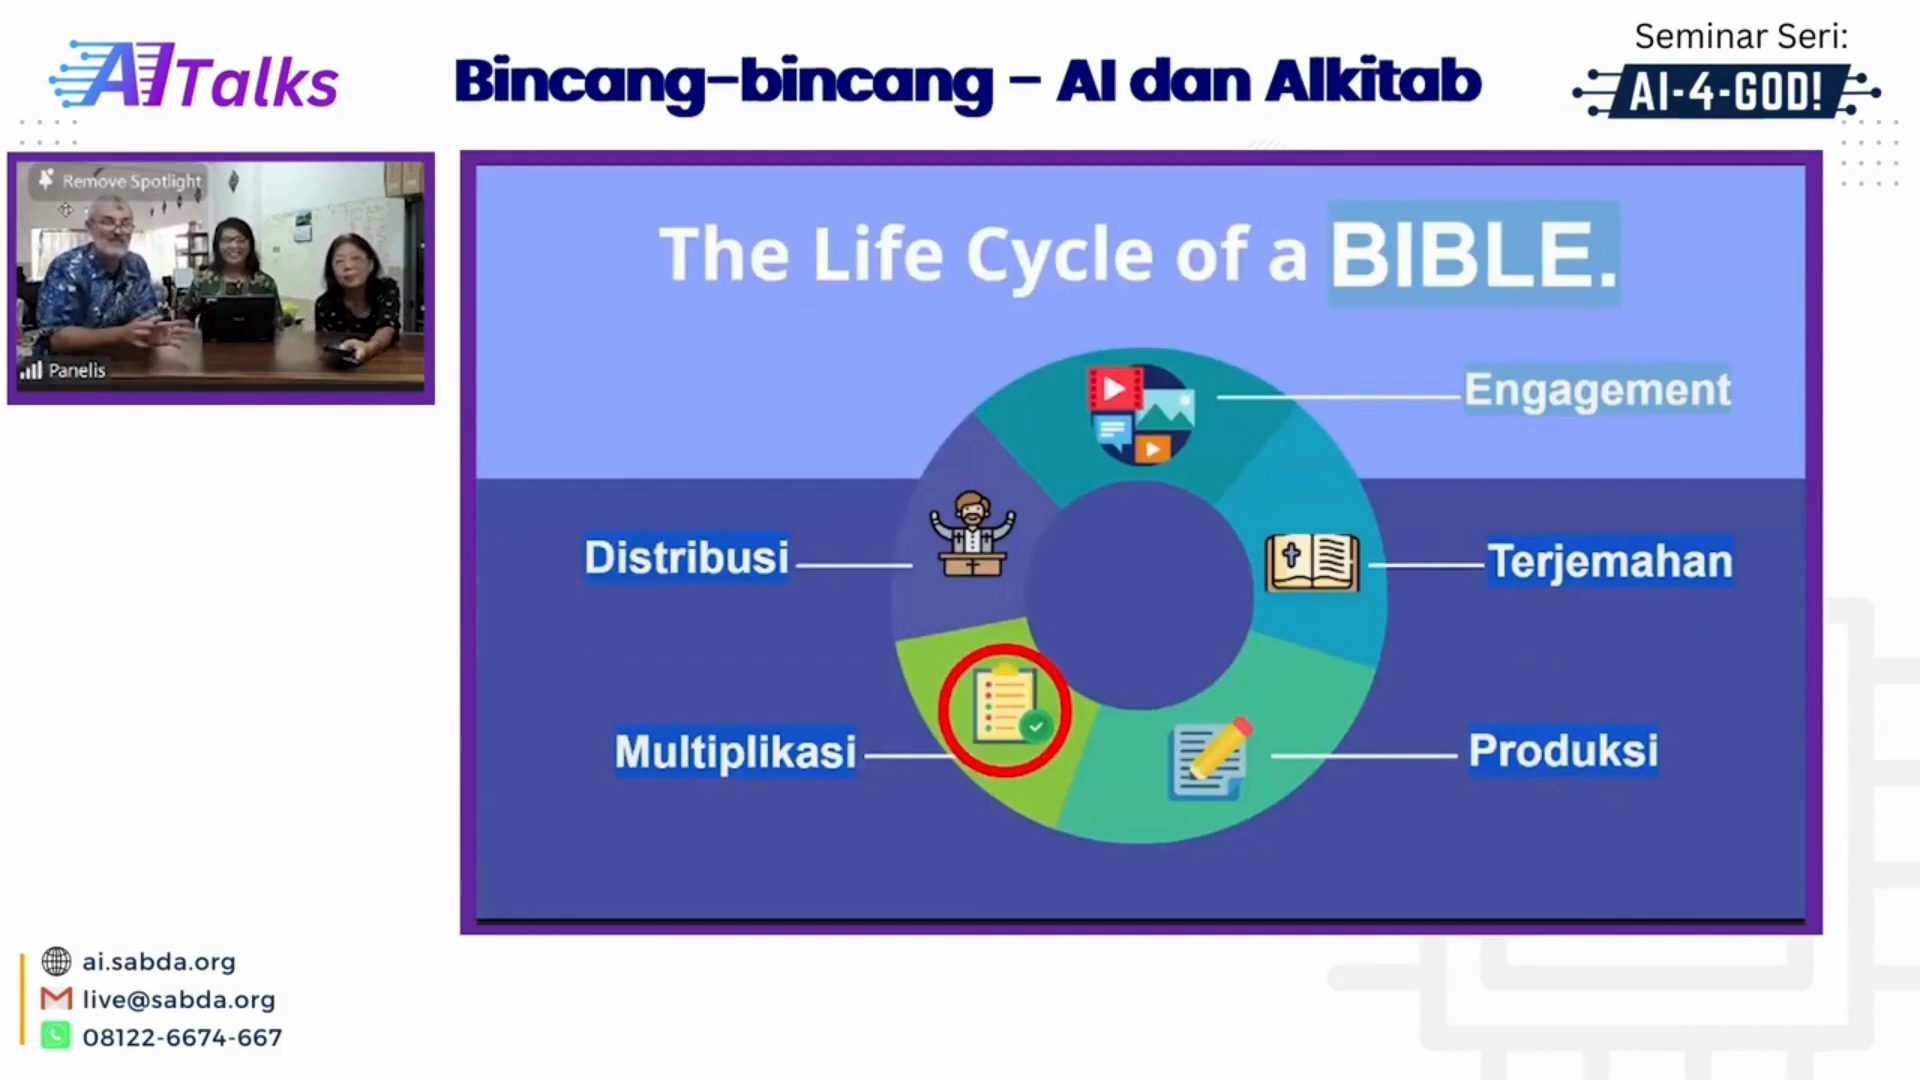 AI Talks
Bincang-bincang - AI dan Alkitab
Seminar Seri:
AI-4-GOD!
Remove Spotlight
Panelis
The Life Cycle of a BIBLE.
Engagement
Distribusi
Terjemahan
Multiplikasi
Produksi
ai.sabda.org
live@sabda.org
08122-6674-667